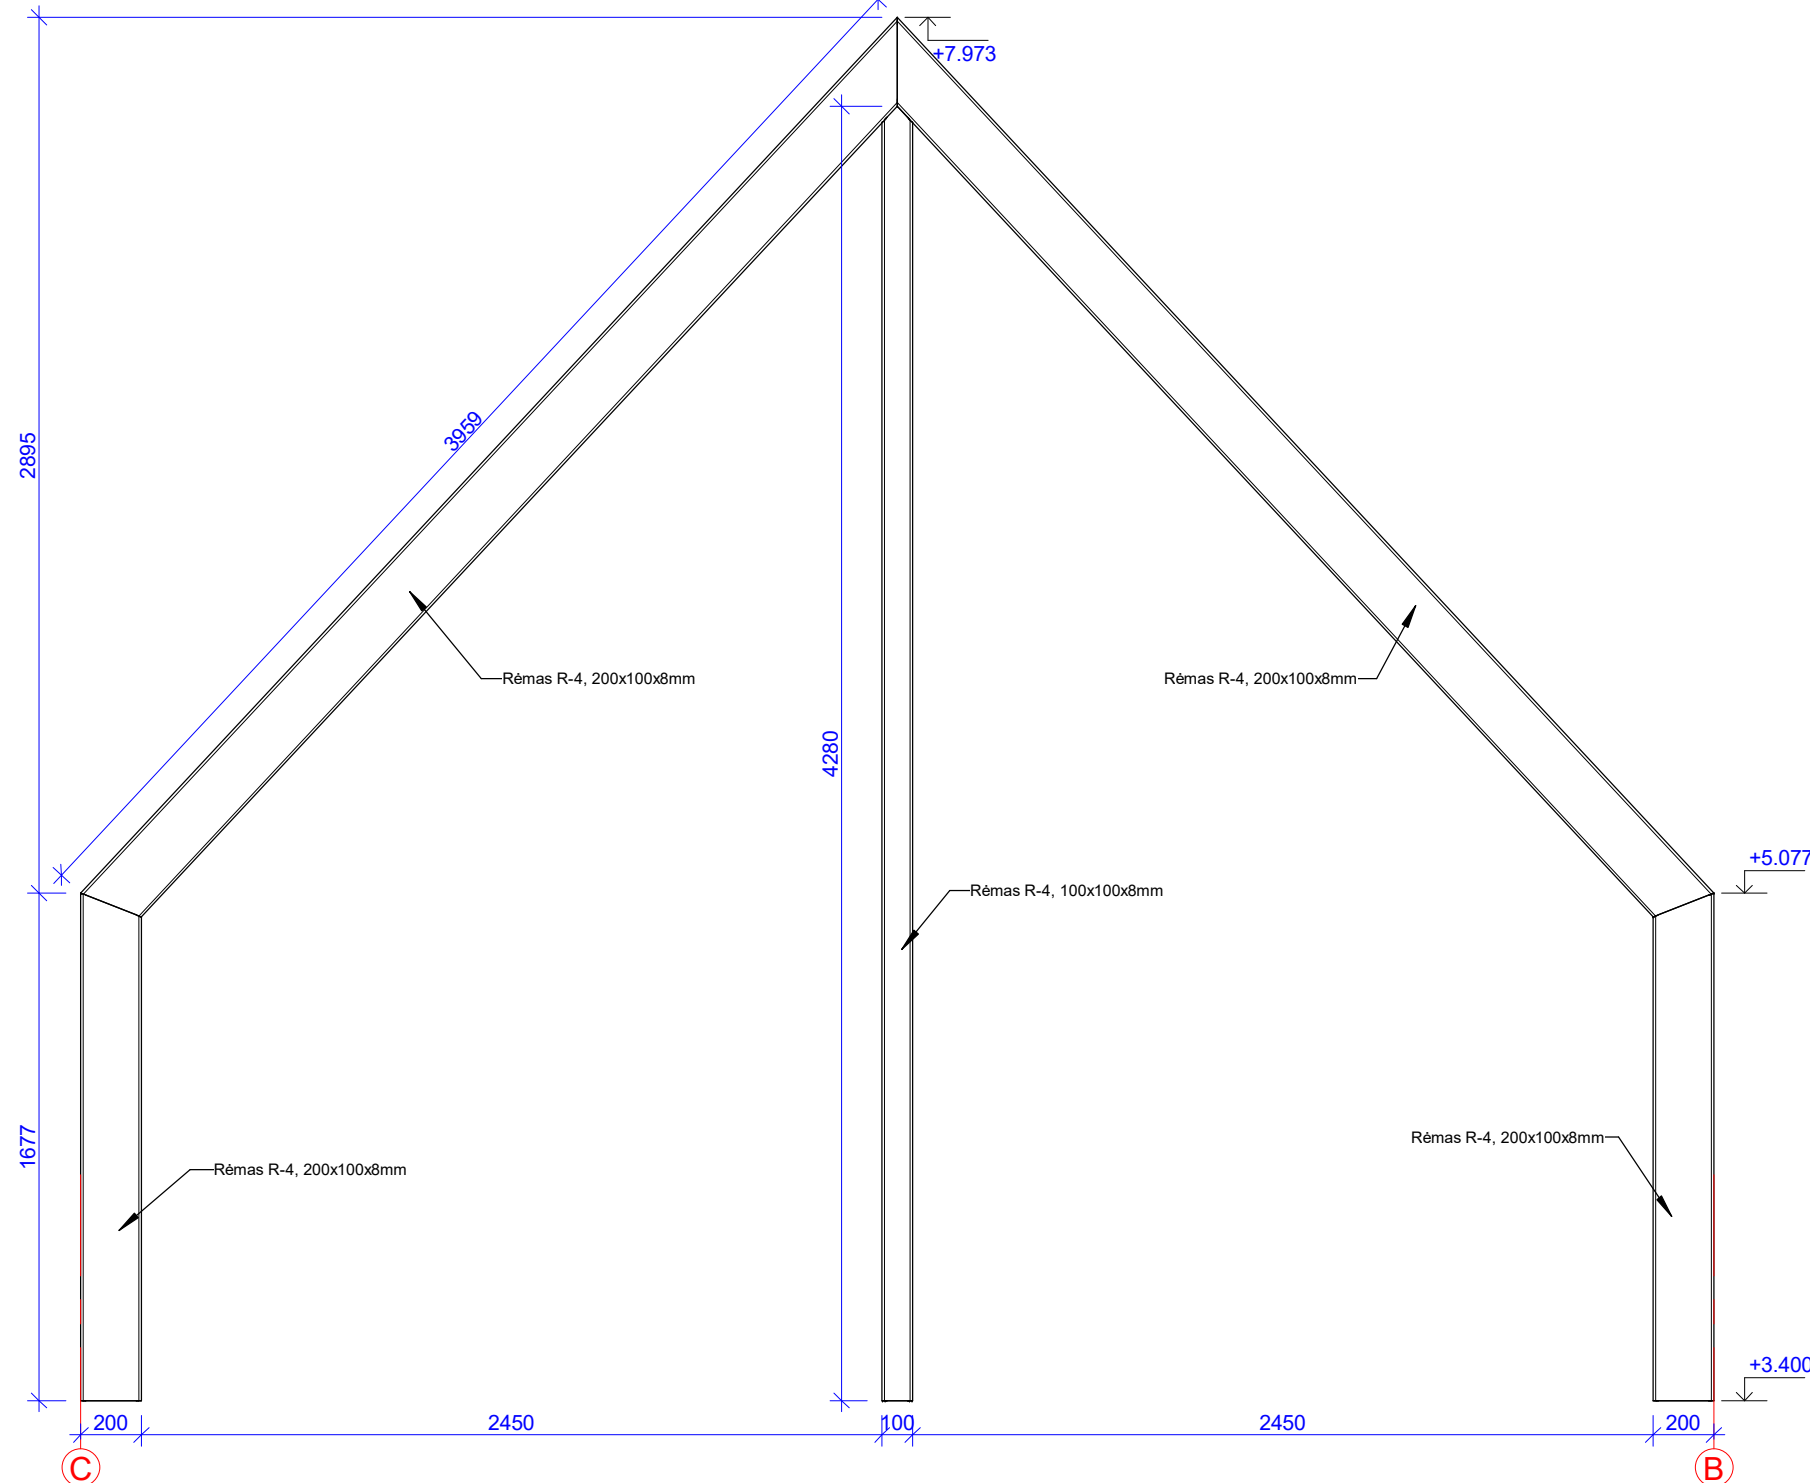 +7.973
3959
2895
Rėmas R-4, 200x100x8mm
Rėmas R-4, 200x100x8mm
4280
+5.077
Rėmas R-4, 100x100x8mm
1677
Rėmas R-4, 200x100x8mm
Rėmas R-4, 200x100x8mm
+3.400
200
2450
100
2450
200
C
B